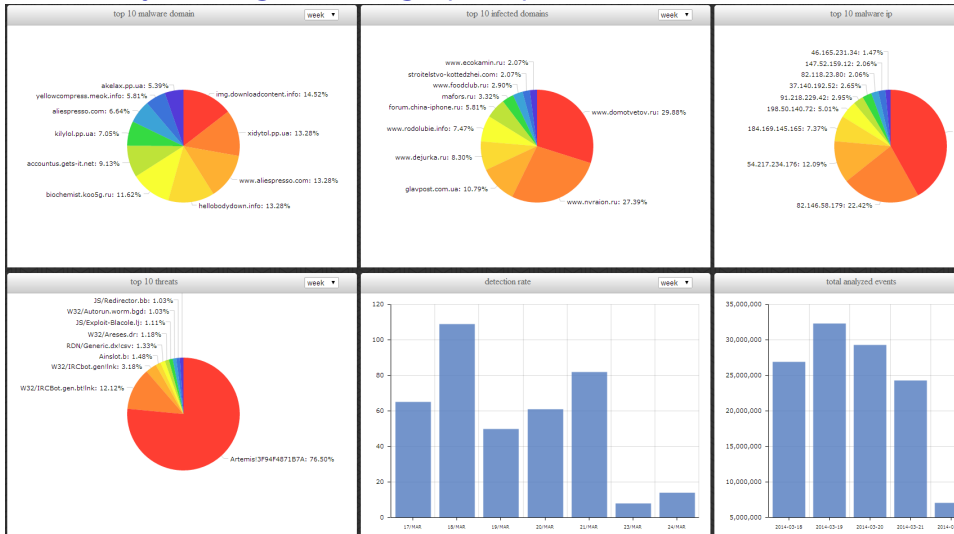 top 10 malware domain
week
akelax.pp.ua: 5.39%
yellowcompress.meok.info: 5.81%
img.downloadcontent.info: 14.52%
aliespresso.com: 6.64%
kilylol.pp.ua: 7.05%
xidytol.pp.ua: 13.28%
accountus.gets-it.net: 9.13%
www.aliespresso.com: 13.28%
biochemist.koo5g.ru: 11.62%
hallobodydown.info: 13.28%
top 10 infected domains
week
www.ecokamin.ru: 2.07%
stroitelstvo-kottedzhei.com: 2.07%
www.foodclub.ru: 2.90%
mafors.ru: 3.32%
forum.china-iphone.ru: 5.81%
www.domotvetov.ru: 29.88%
www.rodolubie.info: 7.47%
www.dejurka.ru: 8.30%
glavpost.com.ua: 10.79%
www.nvraion.ru: 27.39%
top 10 malware ip
46.165.231.34: 1.47%
147.52.159.12: 2.06%
82.118.23.80: 2.06%
37.140.192.52: 2.65%
91.218.229.42: 2.95%
198.50.140.72: 5.01%
184.169.145.165: 7.37%
54.217.234.176: 12.09%
82.146.58.179: 22.42%
top 10 threats
week
JS/Redirector.bb: 1.03%
W32/Autorun.worm.bgd: 1.03%
JS/Exploit-Blacole.lj: 1.11%
W32/Areses.dr: 1.18%
RDN/Generic.dx!csv: 1.33%
Ainslot.b: 1.48%
W32/IRCbot.gen!lnk: 3.18%
W32/IRCBot.gen.bt!lnk: 12.12%
Artemis!3F94F4871B7A: 76.50%
detection rate
week
120
100
80
60
40
20
0
17/MAR
18/MAR
19/MAR
20/MAR
21/MAR
23/MAR
24/MAR
total analyzed events
35,000,000
30,000,000
25,000,000
20,000,000
15,000,000
10,000,000
5,000,000
2014-03-18
2014-03-19
2014-03-20
2014-03-21